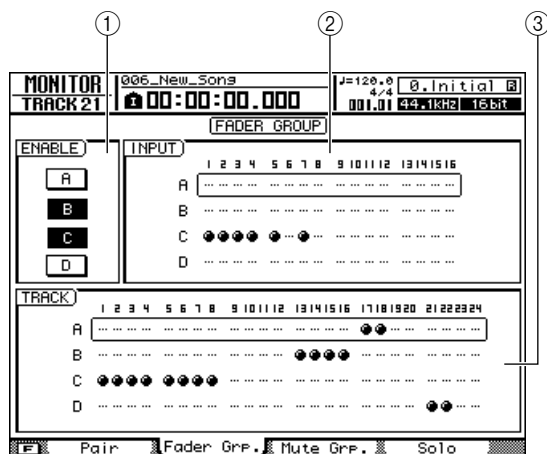 ① ② ③
MONITOR
TRACK 21
006_New_Song
00:00:00.000
♩=120.0
4/4
001.01
0.Initial R
44.1kHz 16bit
FADER GROUP
ENABLE
A
B
C
D
INPUT
1 2 3 4 5 6 7 8 9 10 11 12 13 14 15 16
A
B
C
D
TRACK
1 2 3 4 5 6 7 8 9 10 11 12 13 14 15 16 17 18 19 20 21 22 23 24
A
B
C
D
F Pair Fader Grp. Mute Grp. Solo